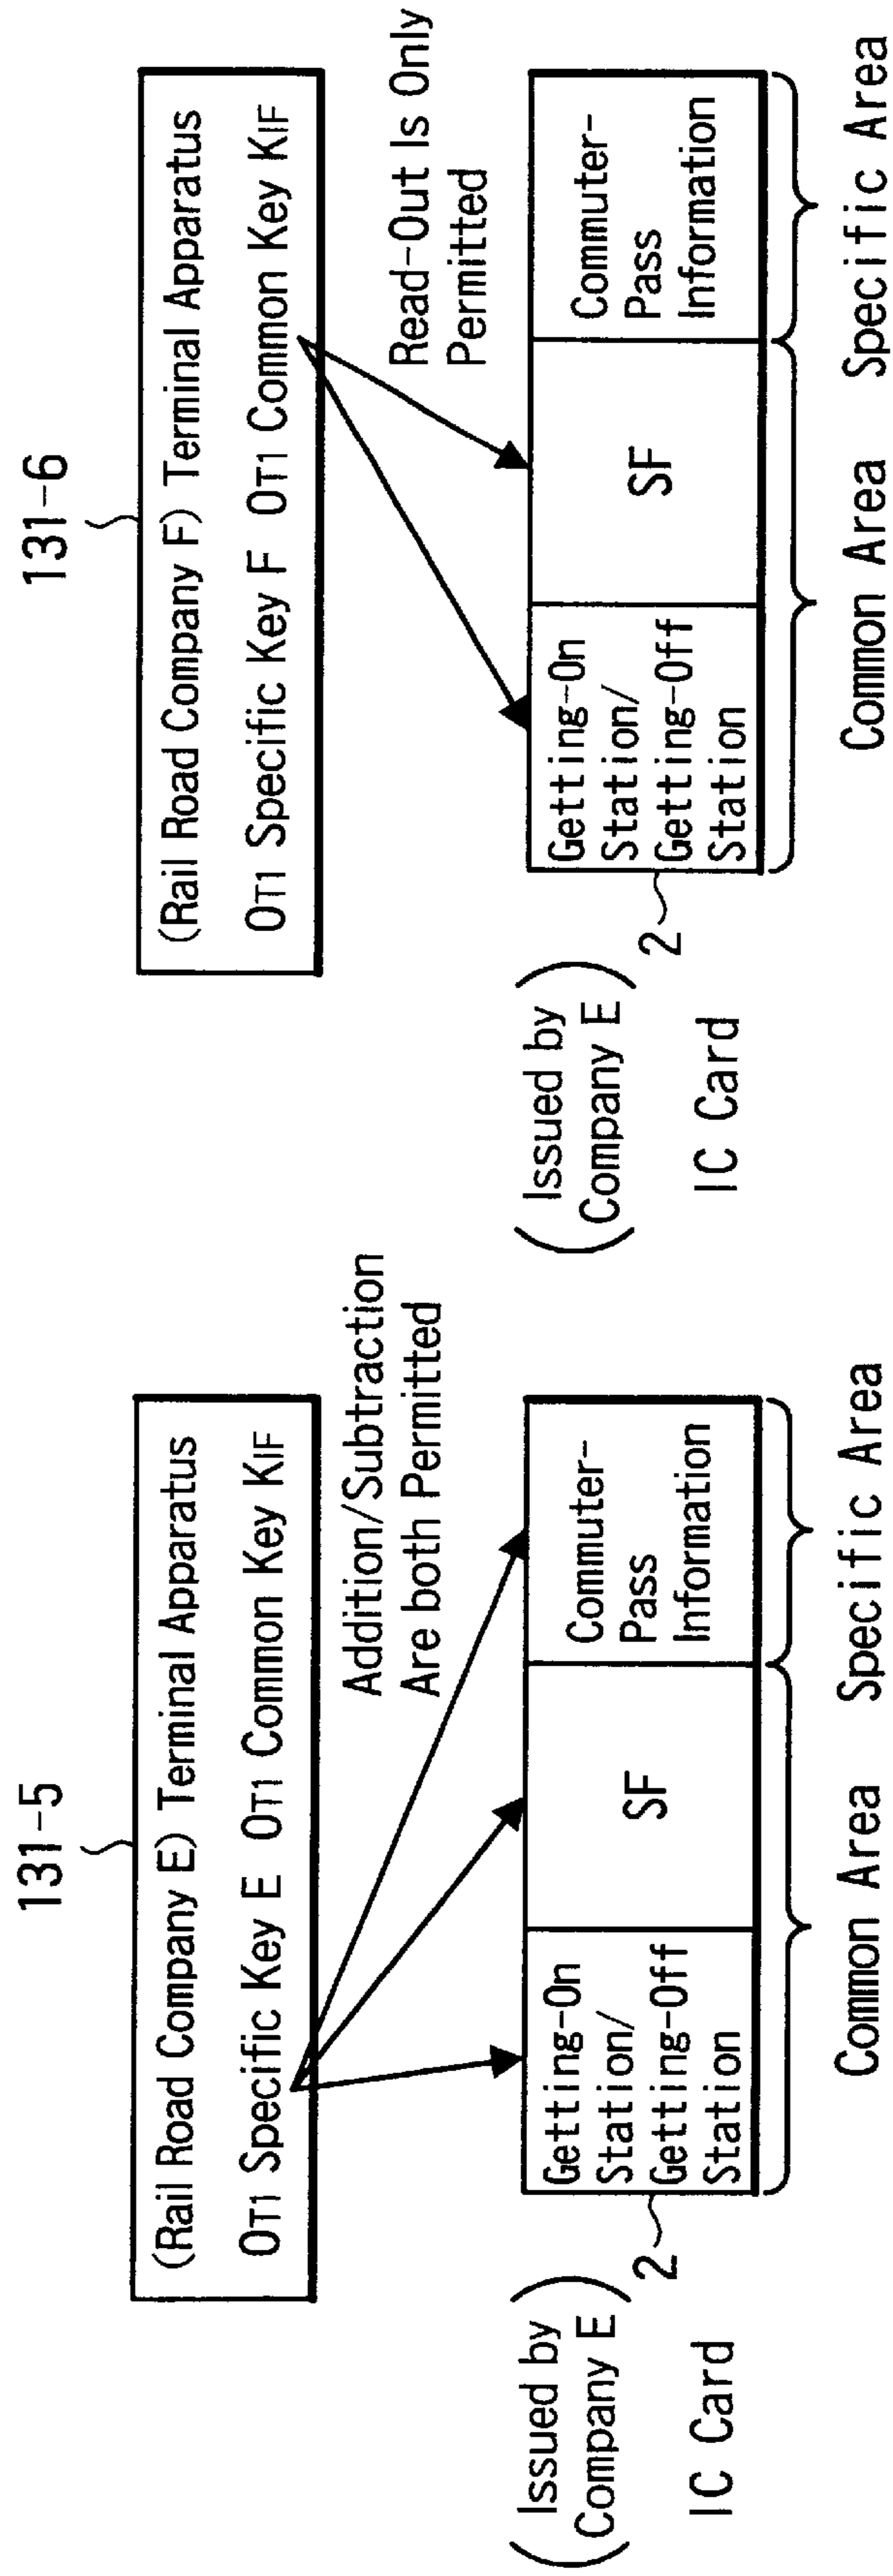 131-5
(Rail Road Company E) Terminal Apparatus
OT1 Specific Key E OT1 Common Key KIF
Addition/Subtraction
Are both Permitted
(Issued by
Company E)
IC Card
2
Getting-On
Station/
Getting-Off
Station
SF
Commuter-
Pass
Information
Common Area
Specific Area
131-6
(Rail Road Company F) Terminal Apparatus
OT1 Specific Key F OT1 Common Key KIF
Read-Out Is Only
Permitted
(Issued by
Company E)
IC Card
2
Getting-On
Station/
Getting-Off
Station
SF
Commuter-
Pass
Information
Common Area
Specific Area